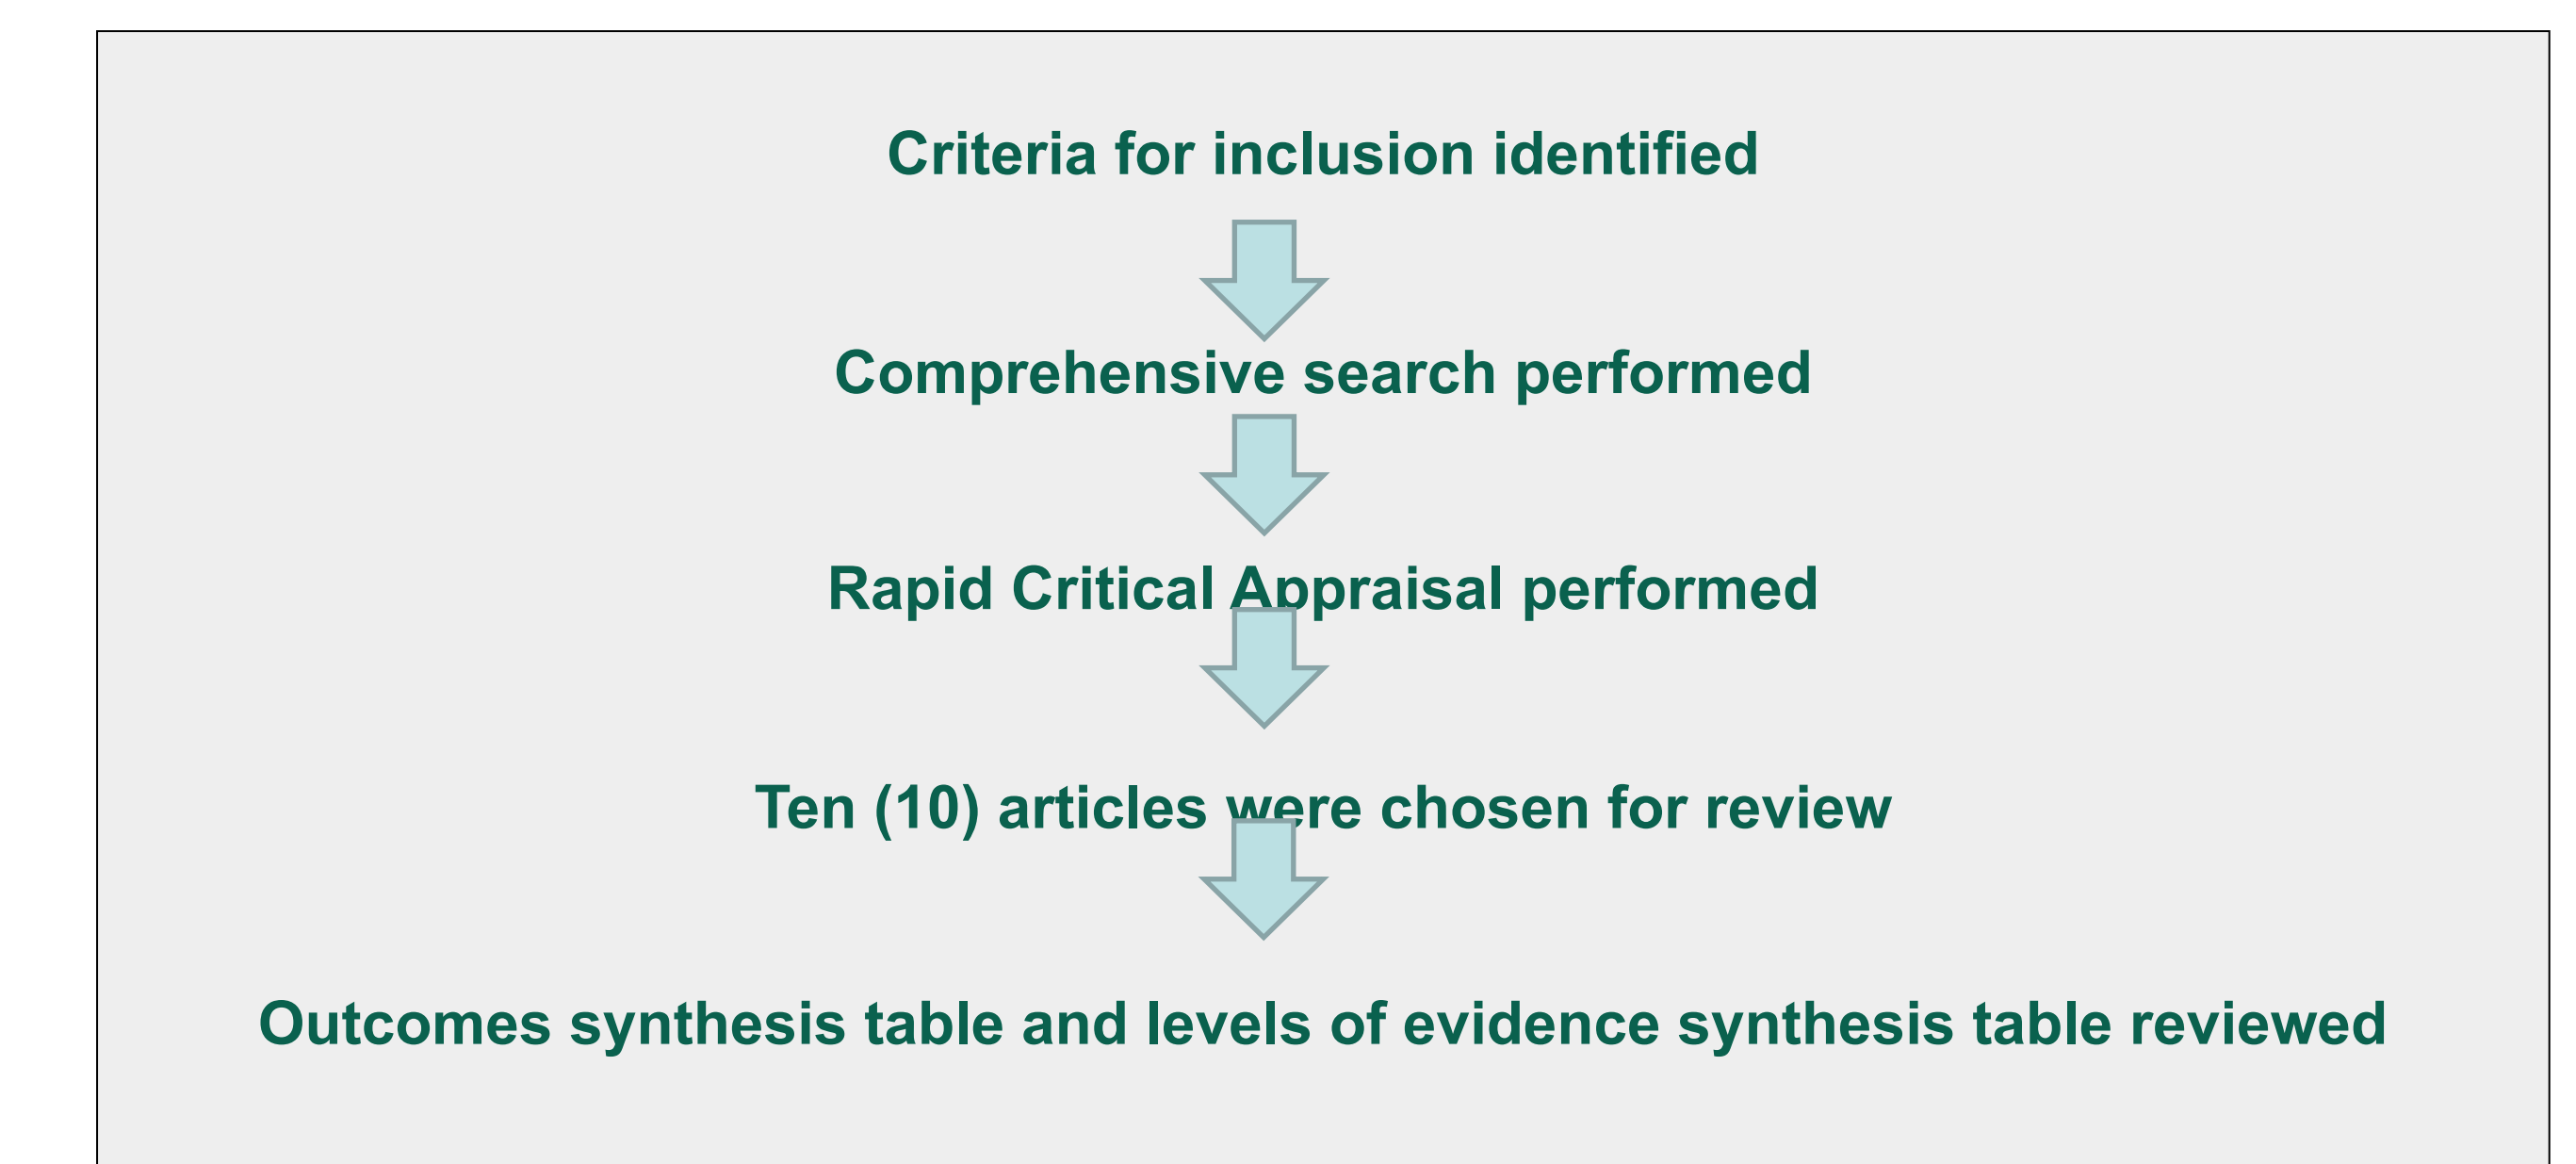 Criteria for inclusion identified
Comprehensive search performed
Rapid Critical Appraisal performed
Ten (10) articles were chosen for review
Outcomes synthesis table and levels of evidence synthesis table reviewed